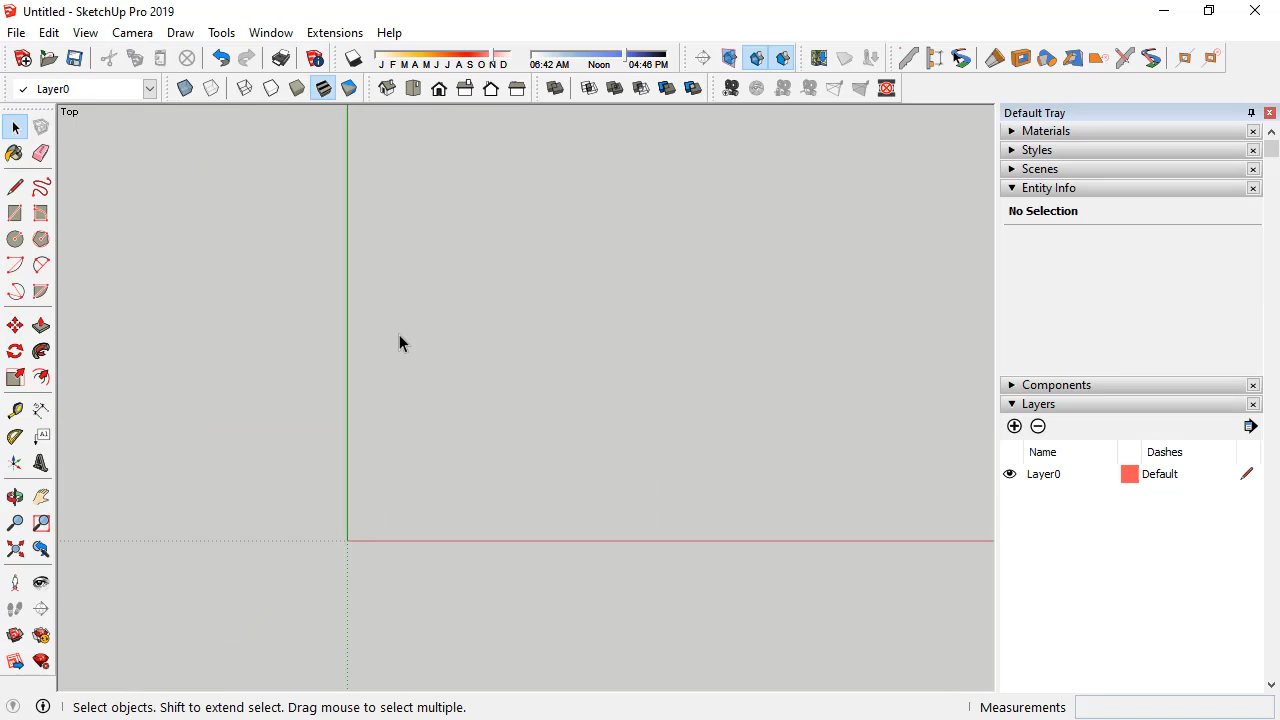 Untitled - SketchUp Pro 2019
File Edit View Camera Draw Tools Window Extensions Help
J F M A M J J A S O N D
06:42 AM Noon 04:46 PM
Layer0
Top
Default Tray
Materials
Styles
Scenes
Entity Info
No Selection
Components
Layers
Name Dashes
Layer0 Default
A1
Select objects. Shift to extend select. Drag mouse to select multiple.
Measurements